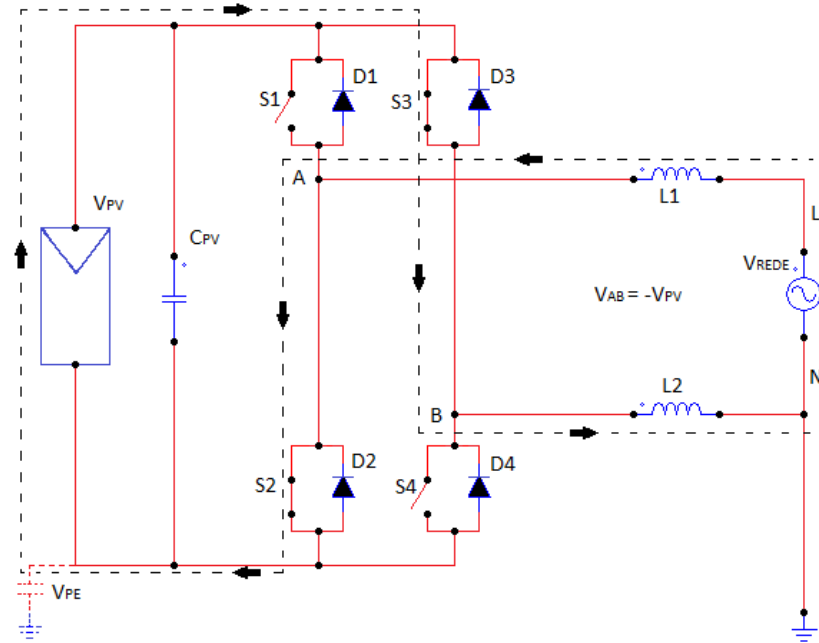 D1
D3
S1
S3
A
L1
VPV
CPV
L
VREDE
VAB = -VPV
N
L2
B
D2
D4
S2
S4
VPE